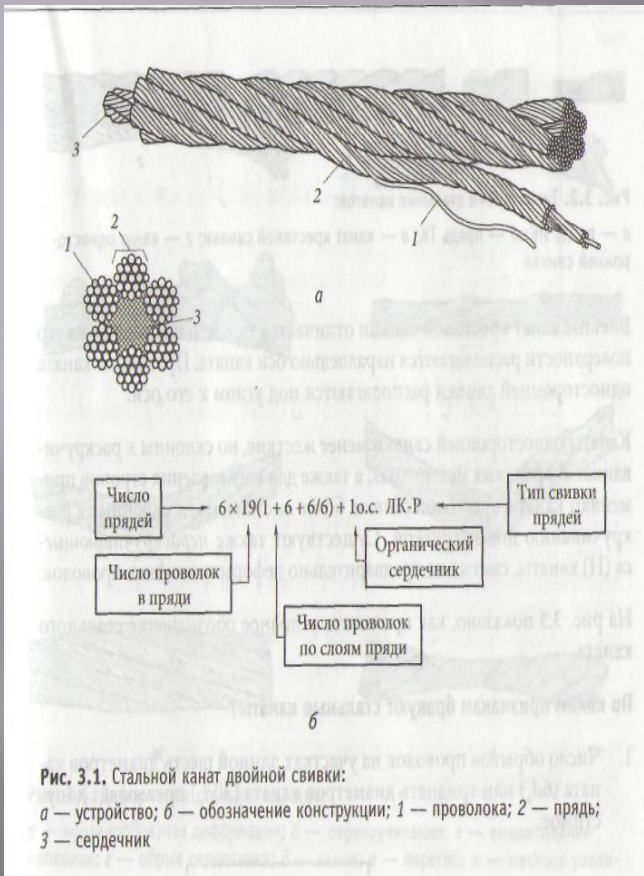 3
2
1
2
1
3
а
Число
прядей
6 × 19(1 + 6 + 6/6) + 1о.с. ЛК-Р
Тип свивки
прядей
Число проволок
в пряди
Органический
сердечник
Число проволок
по слоям пряди
б
Рис. 3.1. Стальной канат двойной свивки:
а — устройство; б — обозначение конструкции; 1 — проволока; 2 — прядь;
3 — сердечник